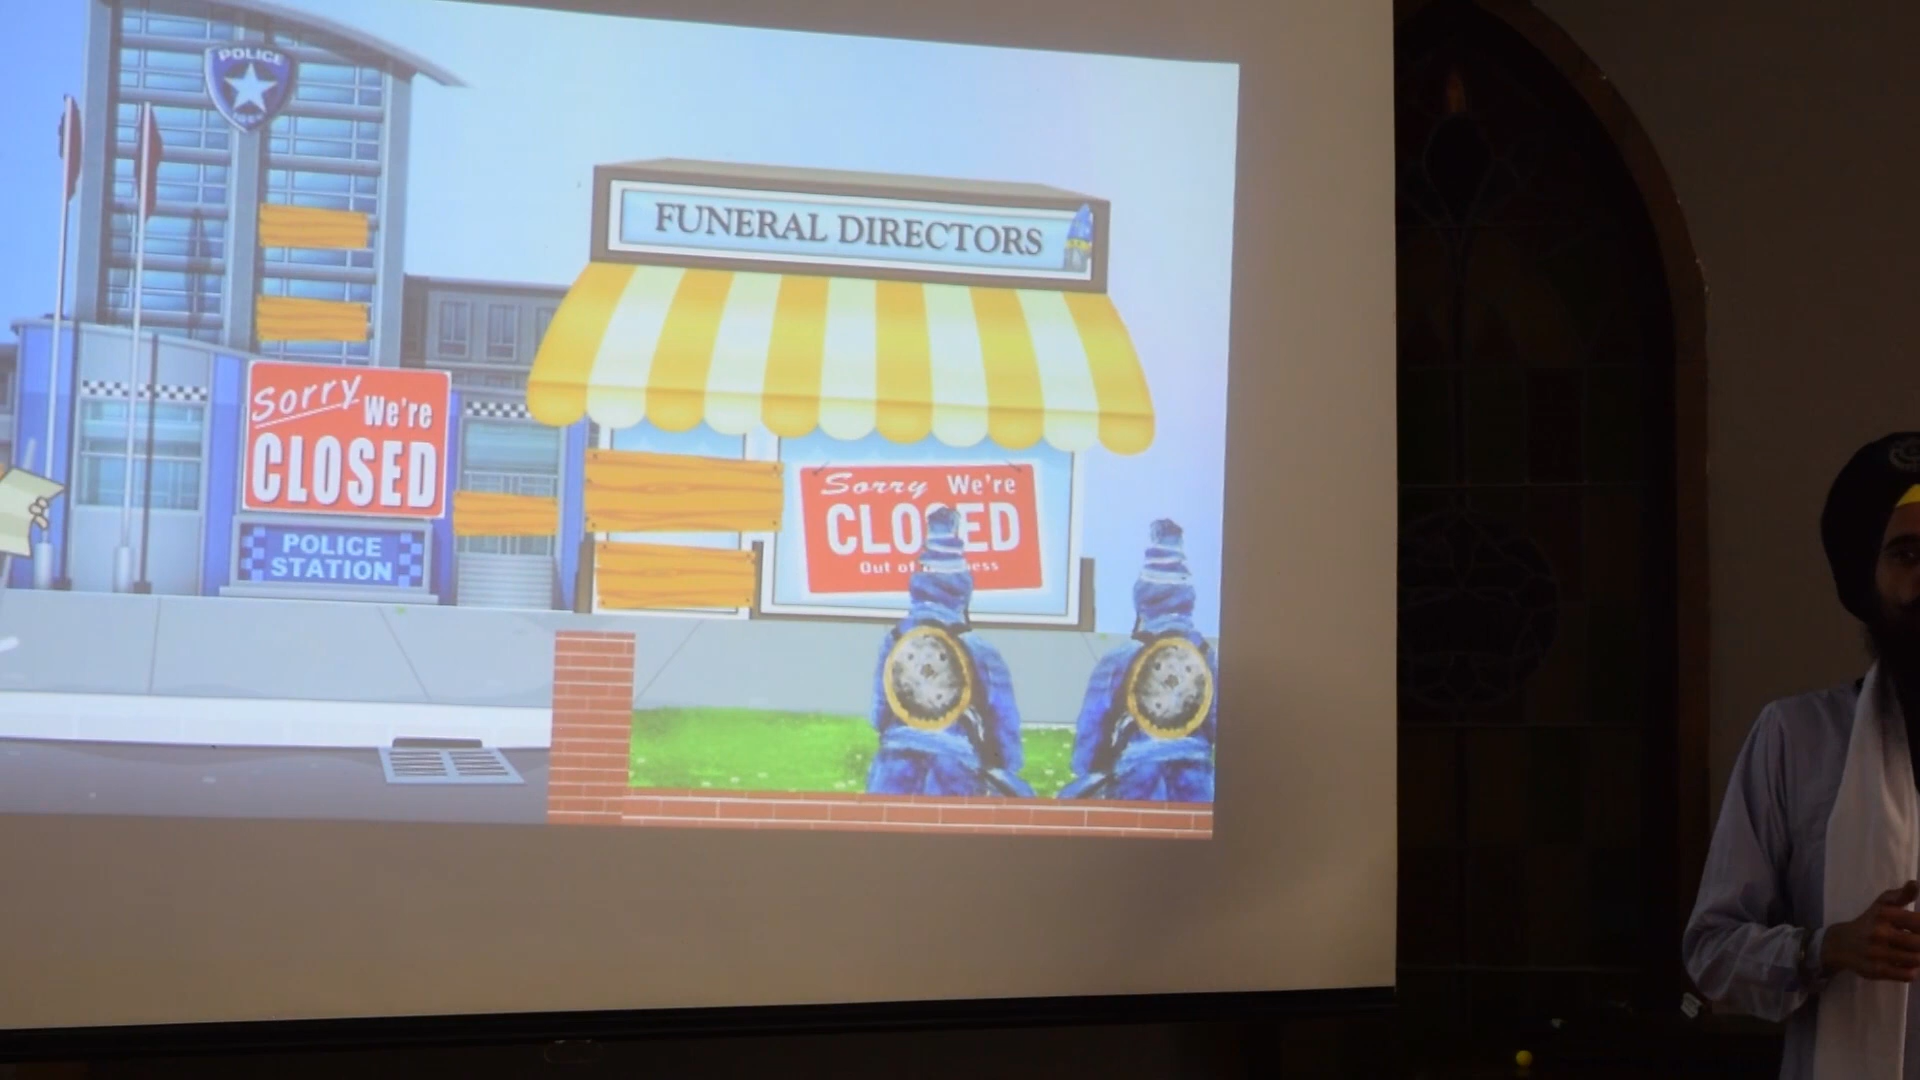 POLICE
FUNERAL DIRECTORS
Sorry We're
CLOSED
POLICE
STATION
Sorry We're
CLOSED
Out of